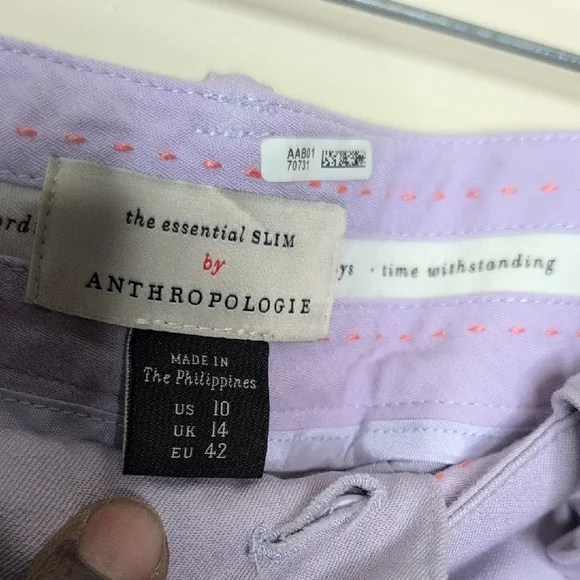 AAB01
70731
the essential SLIM
by
ANTHROPOLOGIE
time withstanding
MADE IN
The Philippines
US 10
UK 14
EU 42